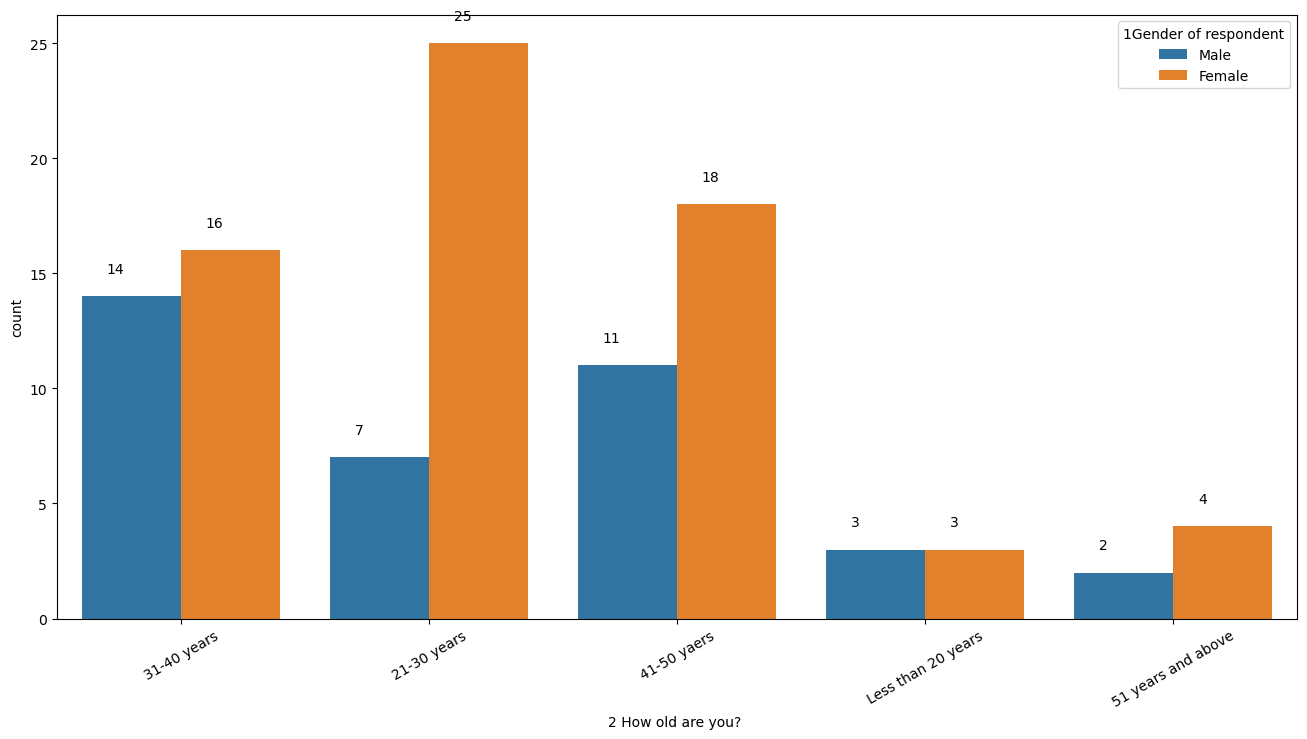 25
25
1Gender of respondent
Male
Female
20
18
16
15
14
count
11
10
7
5
4
3
3
2
0
31-40 years
21-30 years
41-50 yaers
Less than 20 years
51 years and above
2 How old are you?